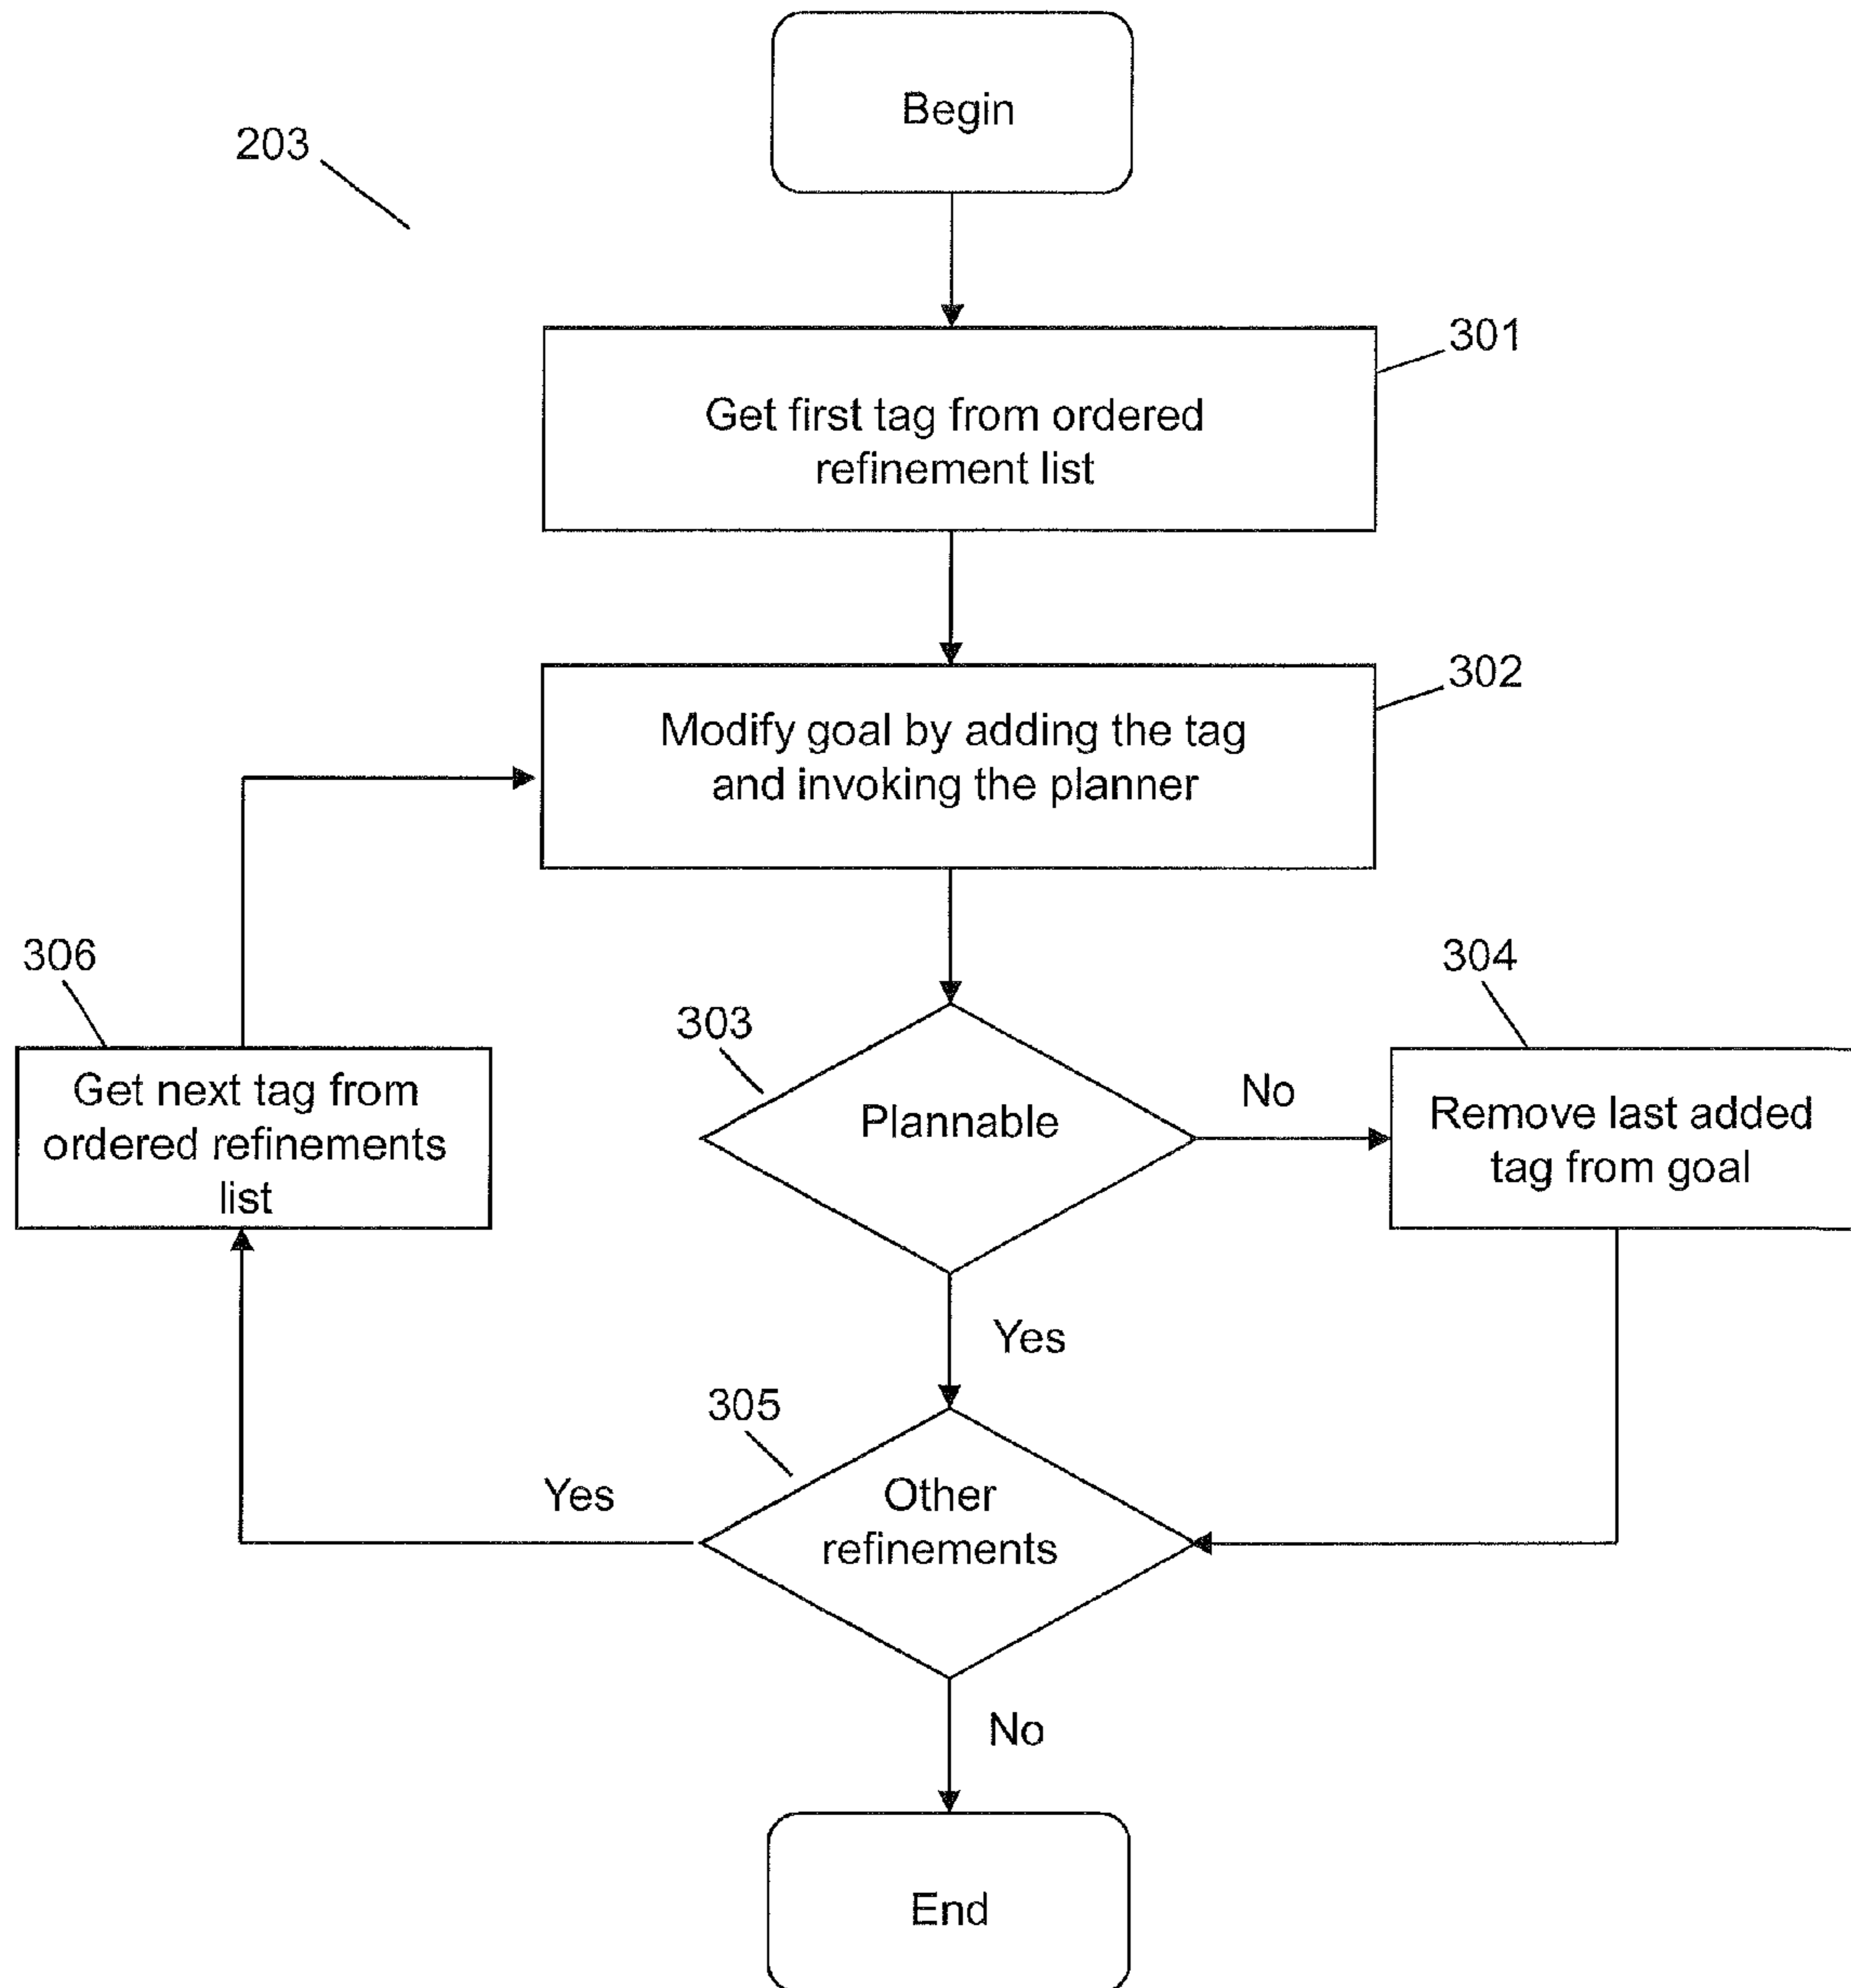 Begin
203
301
Get first tag from ordered
refinement list
302
Modify goal by adding the tag
and invoking the planner
306
304
303
Get next tag from
ordered refinements
list
Plannable
No
Remove last added
tag from goal
Yes
305
Yes
Other
refinements
No
End